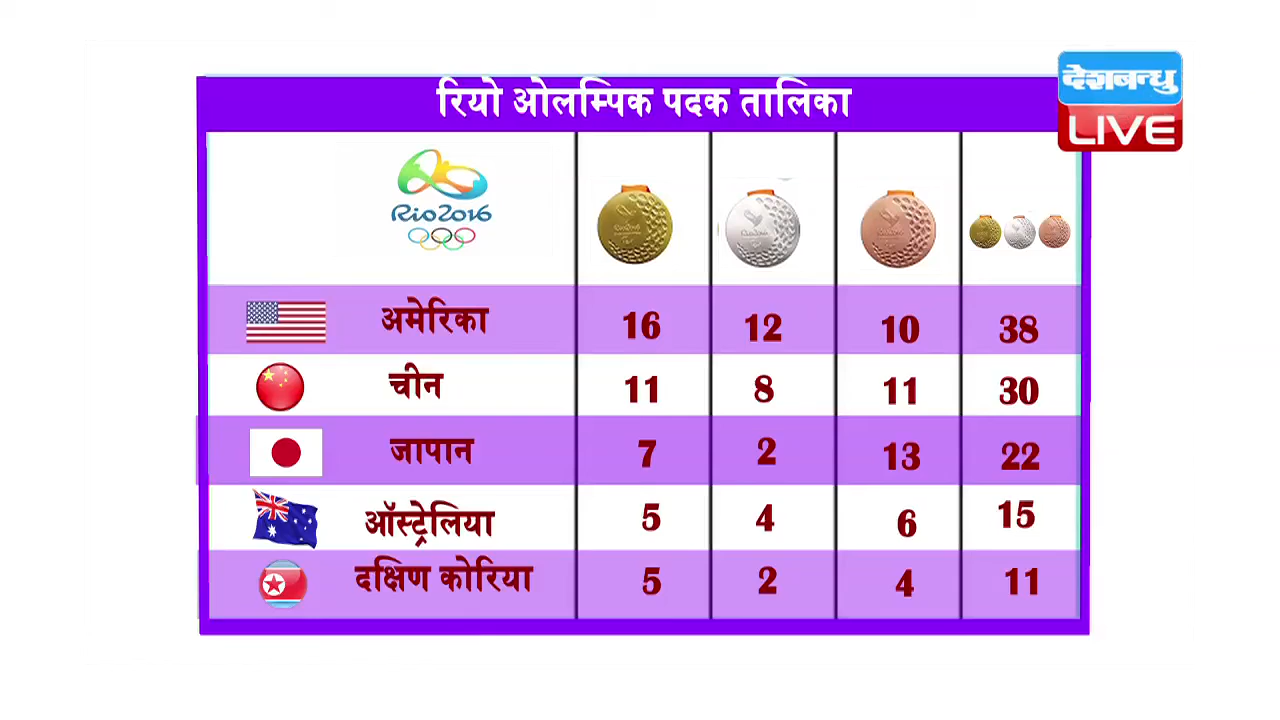 देशबन्धु
LIVE
रियो ओलम्पिक पदक तालिका
Rio2016
अमेरिका 16 12 10 38
चीन 11 8 11 30
जापान 7 2 13 22
ऑस्ट्रेलिया 5 4 6 15
दक्षिण कोरिया 5 2 4 11